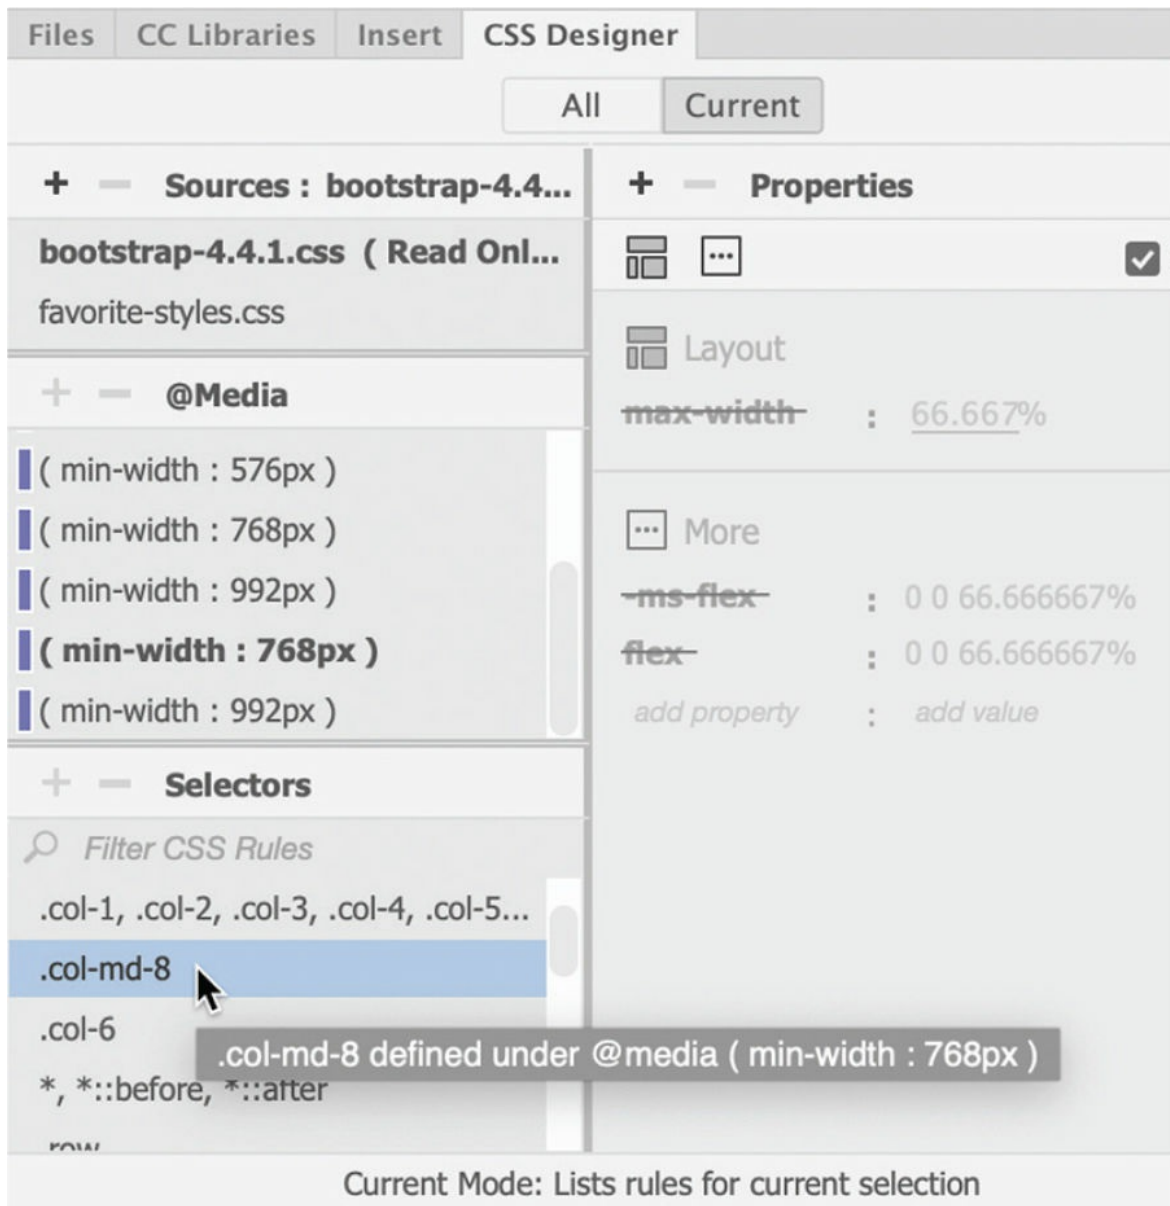 Files CC Libraries Insert CSS Designer
All Current
+ − Sources : bootstrap-4.4...
bootstrap-4.4.1.css ( Read Onl...
favorite-styles.css
+ − @Media
( min-width : 576px )
( min-width : 768px )
( min-width : 992px )
( min-width : 768px )
( min-width : 992px )
+ − Selectors
Filter CSS Rules
.col-1, .col-2, .col-3, .col-4, .col-5...
.col-md-8
.col-6
.col-md-8 defined under @media ( min-width : 768px )
*, *::before, *::after
.row
+ − Properties
Layout
max-width : 66.667%
More
-ms-flex : 0 0 66.666667%
flex : 0 0 66.666667%
add property : add value
Current Mode: Lists rules for current selection